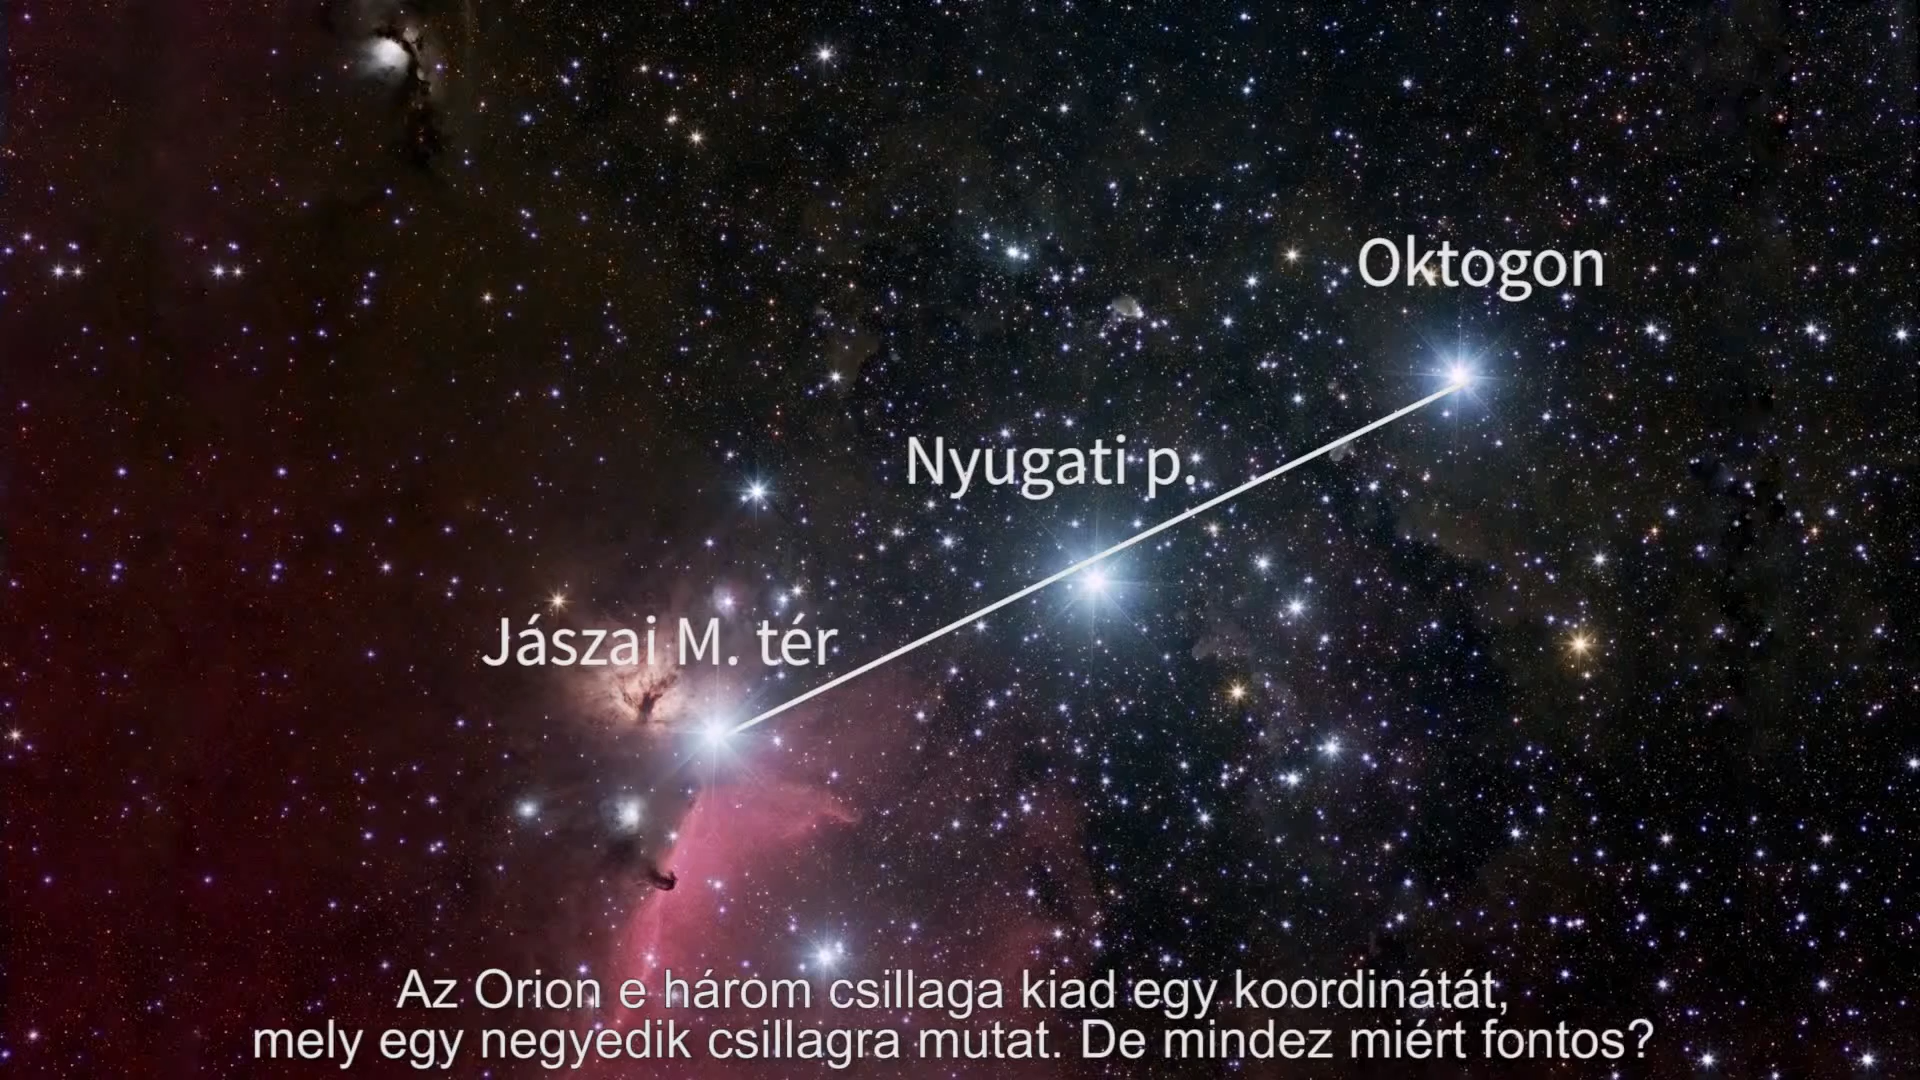 Oktogon
Nyugati p.
Jászai M. tér
Az Orion e három csillaga kiad egy koordinátát,
mely egy negyedik csillagra mutat. De mindez miért fontos?